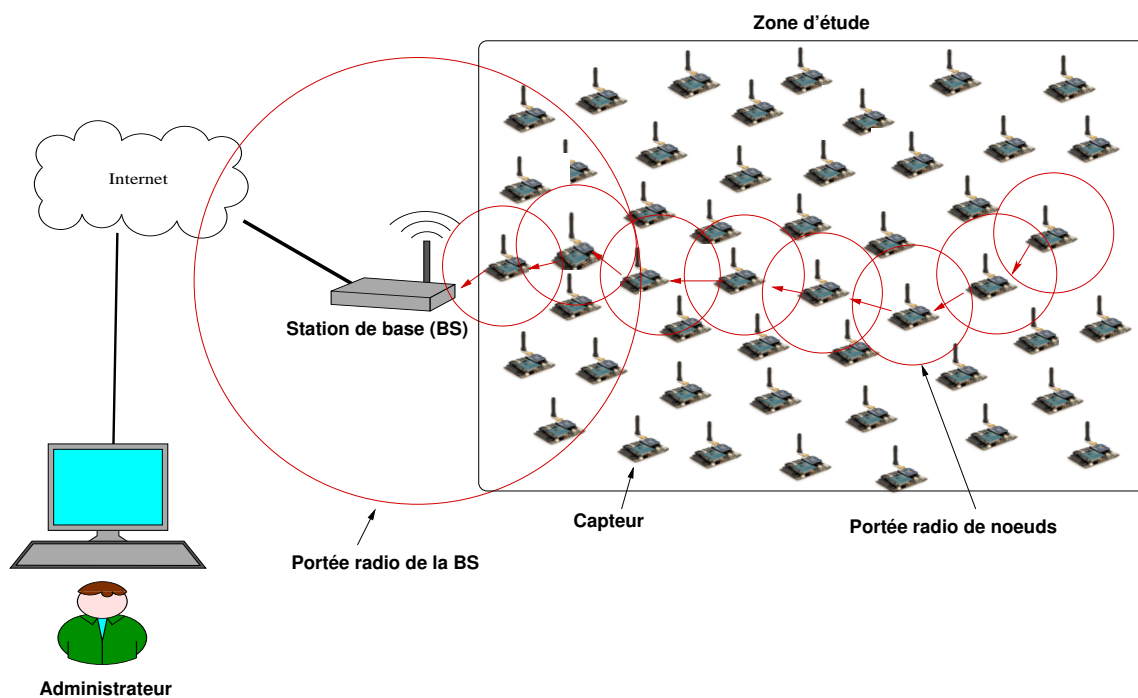 Zone d'étude
Internet
Station de base (BS)
Capteur
Portée radio de noeuds
Portée radio de la BS
Administrateur